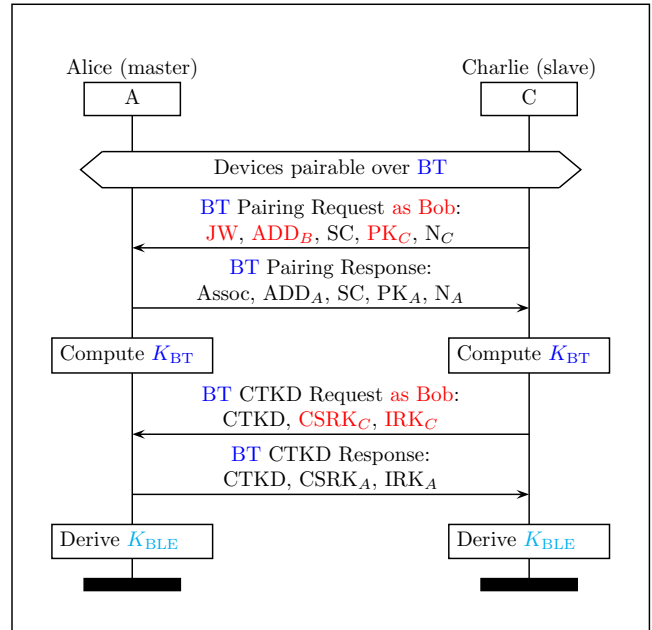 Alice (master) Charlie (slave)
A C
Devices pairable over BT
BT Pairing Request as Bob:
JW, ADD_B, SC, PK_C, N_C
BT Pairing Response:
Assoc, ADD_A, SC, PK_A, N_A
Compute K_BT Compute K_BT
BT CTKD Request as Bob:
CTKD, CSRK_C, IRK_C
BT CTKD Response:
CTKD, CSRK_A, IRK_A
Derive K_BLE Derive K_BLE